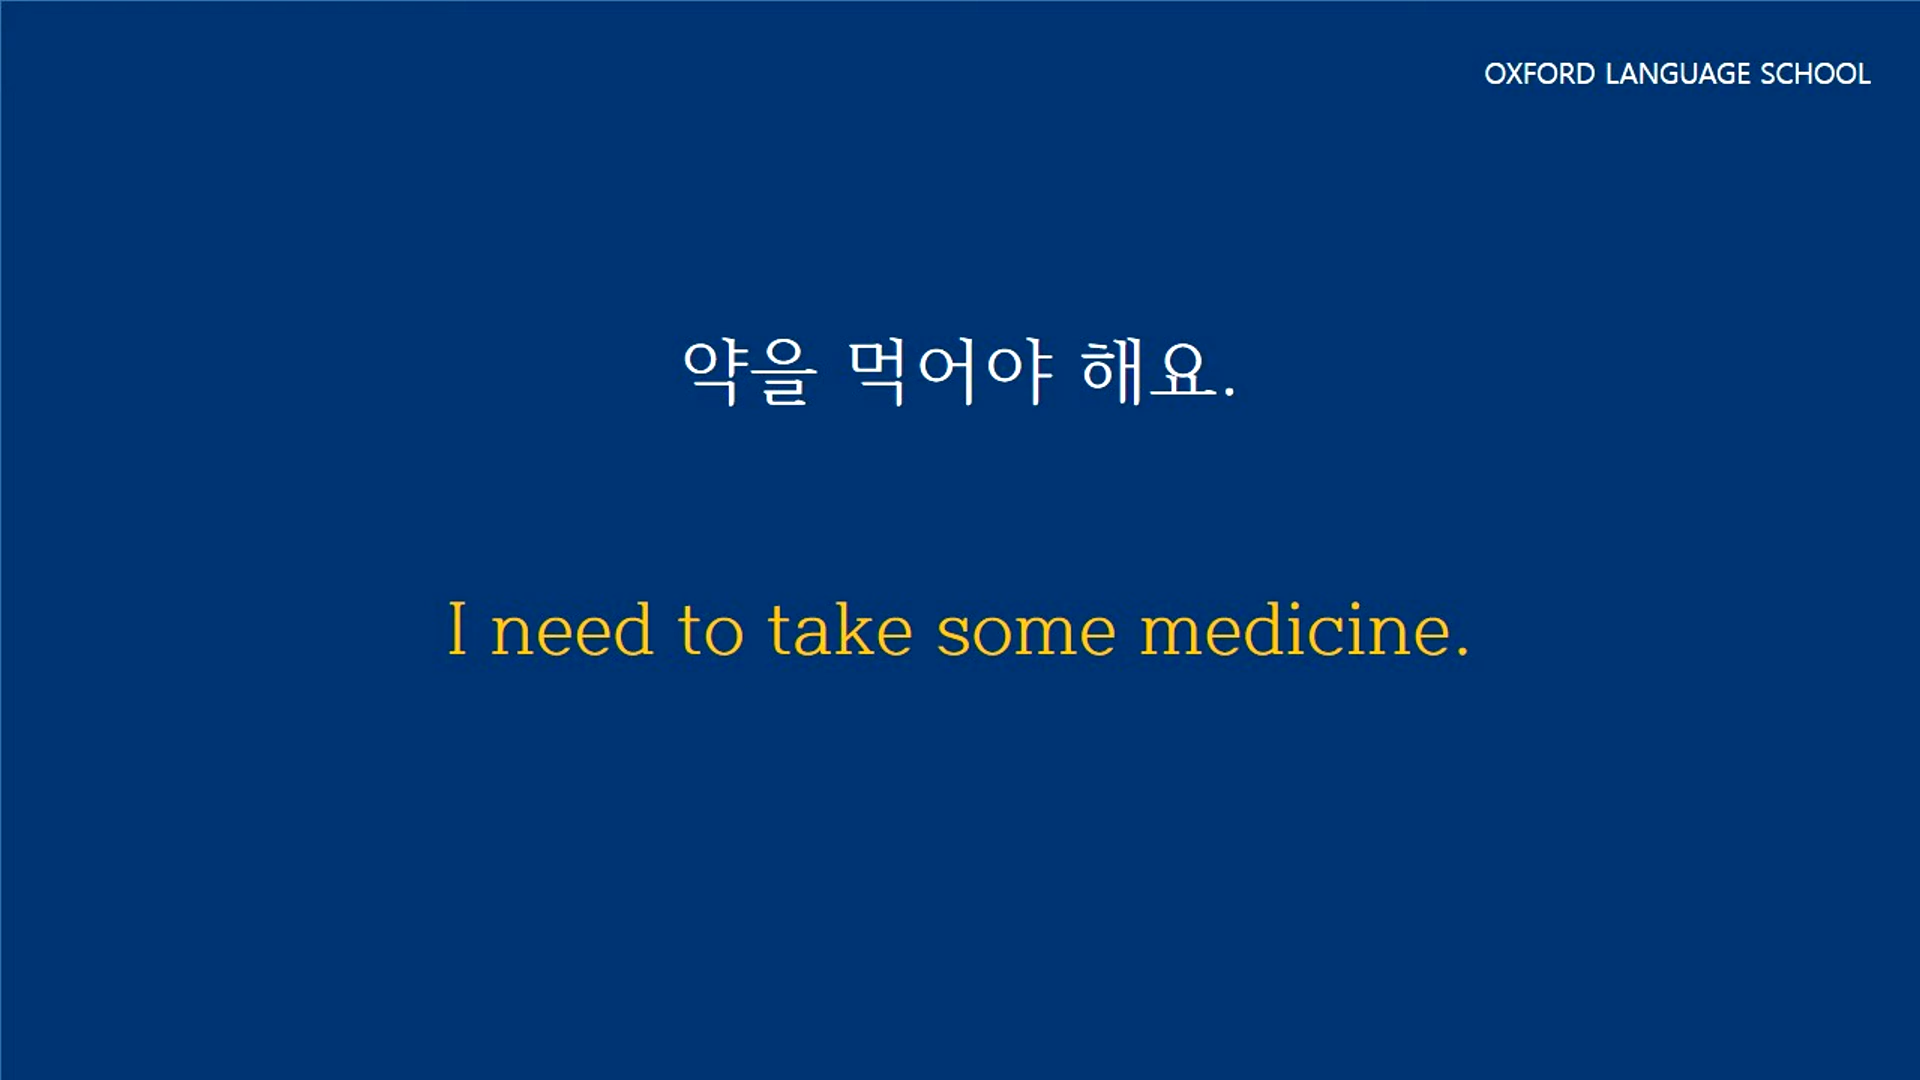 OXFORD LANGUAGE SCHOOL
약을 먹어야 해요.
I need to take some medicine.